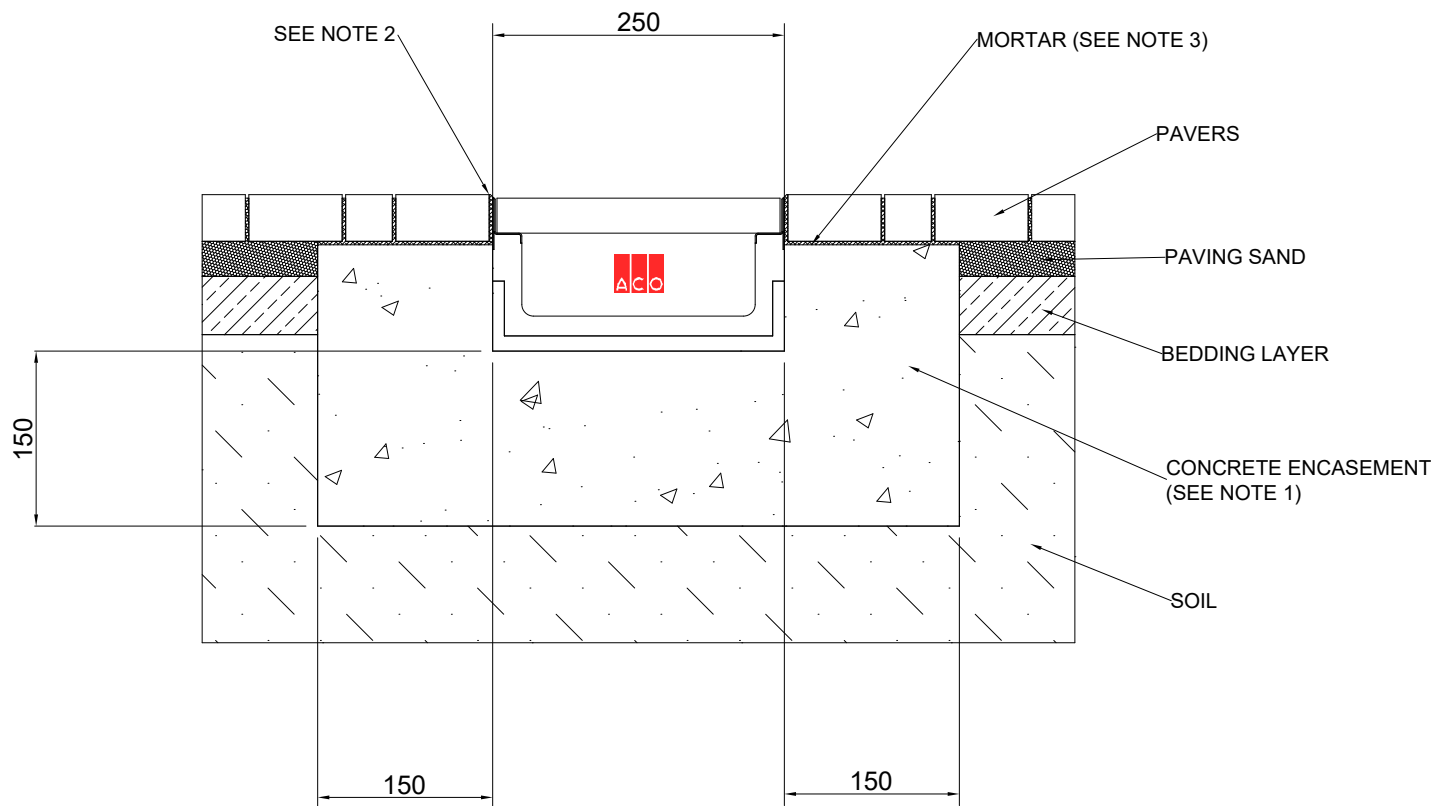 250
SEE NOTE 2
MORTAR (SEE NOTE 3)
PAVERS
PAVING SAND
ACO
BEDDING LAYER
150
CONCRETE ENCASEMENT
(SEE NOTE 1)
SOIL
150
150